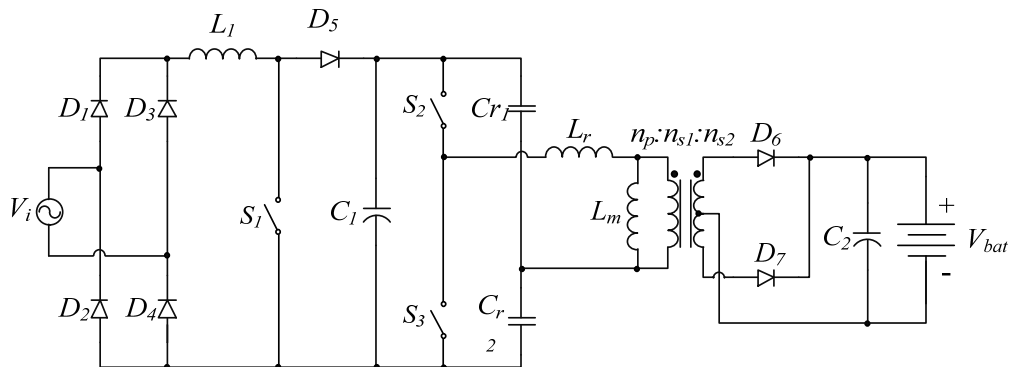 L1
D5
D1
D3
S2
Cr1
Lr
np:ns1:ns2
D6
Vi
S1
C1
Lm
C2
+
Vbat
-
D7
D2
D4
S3
Cr
2